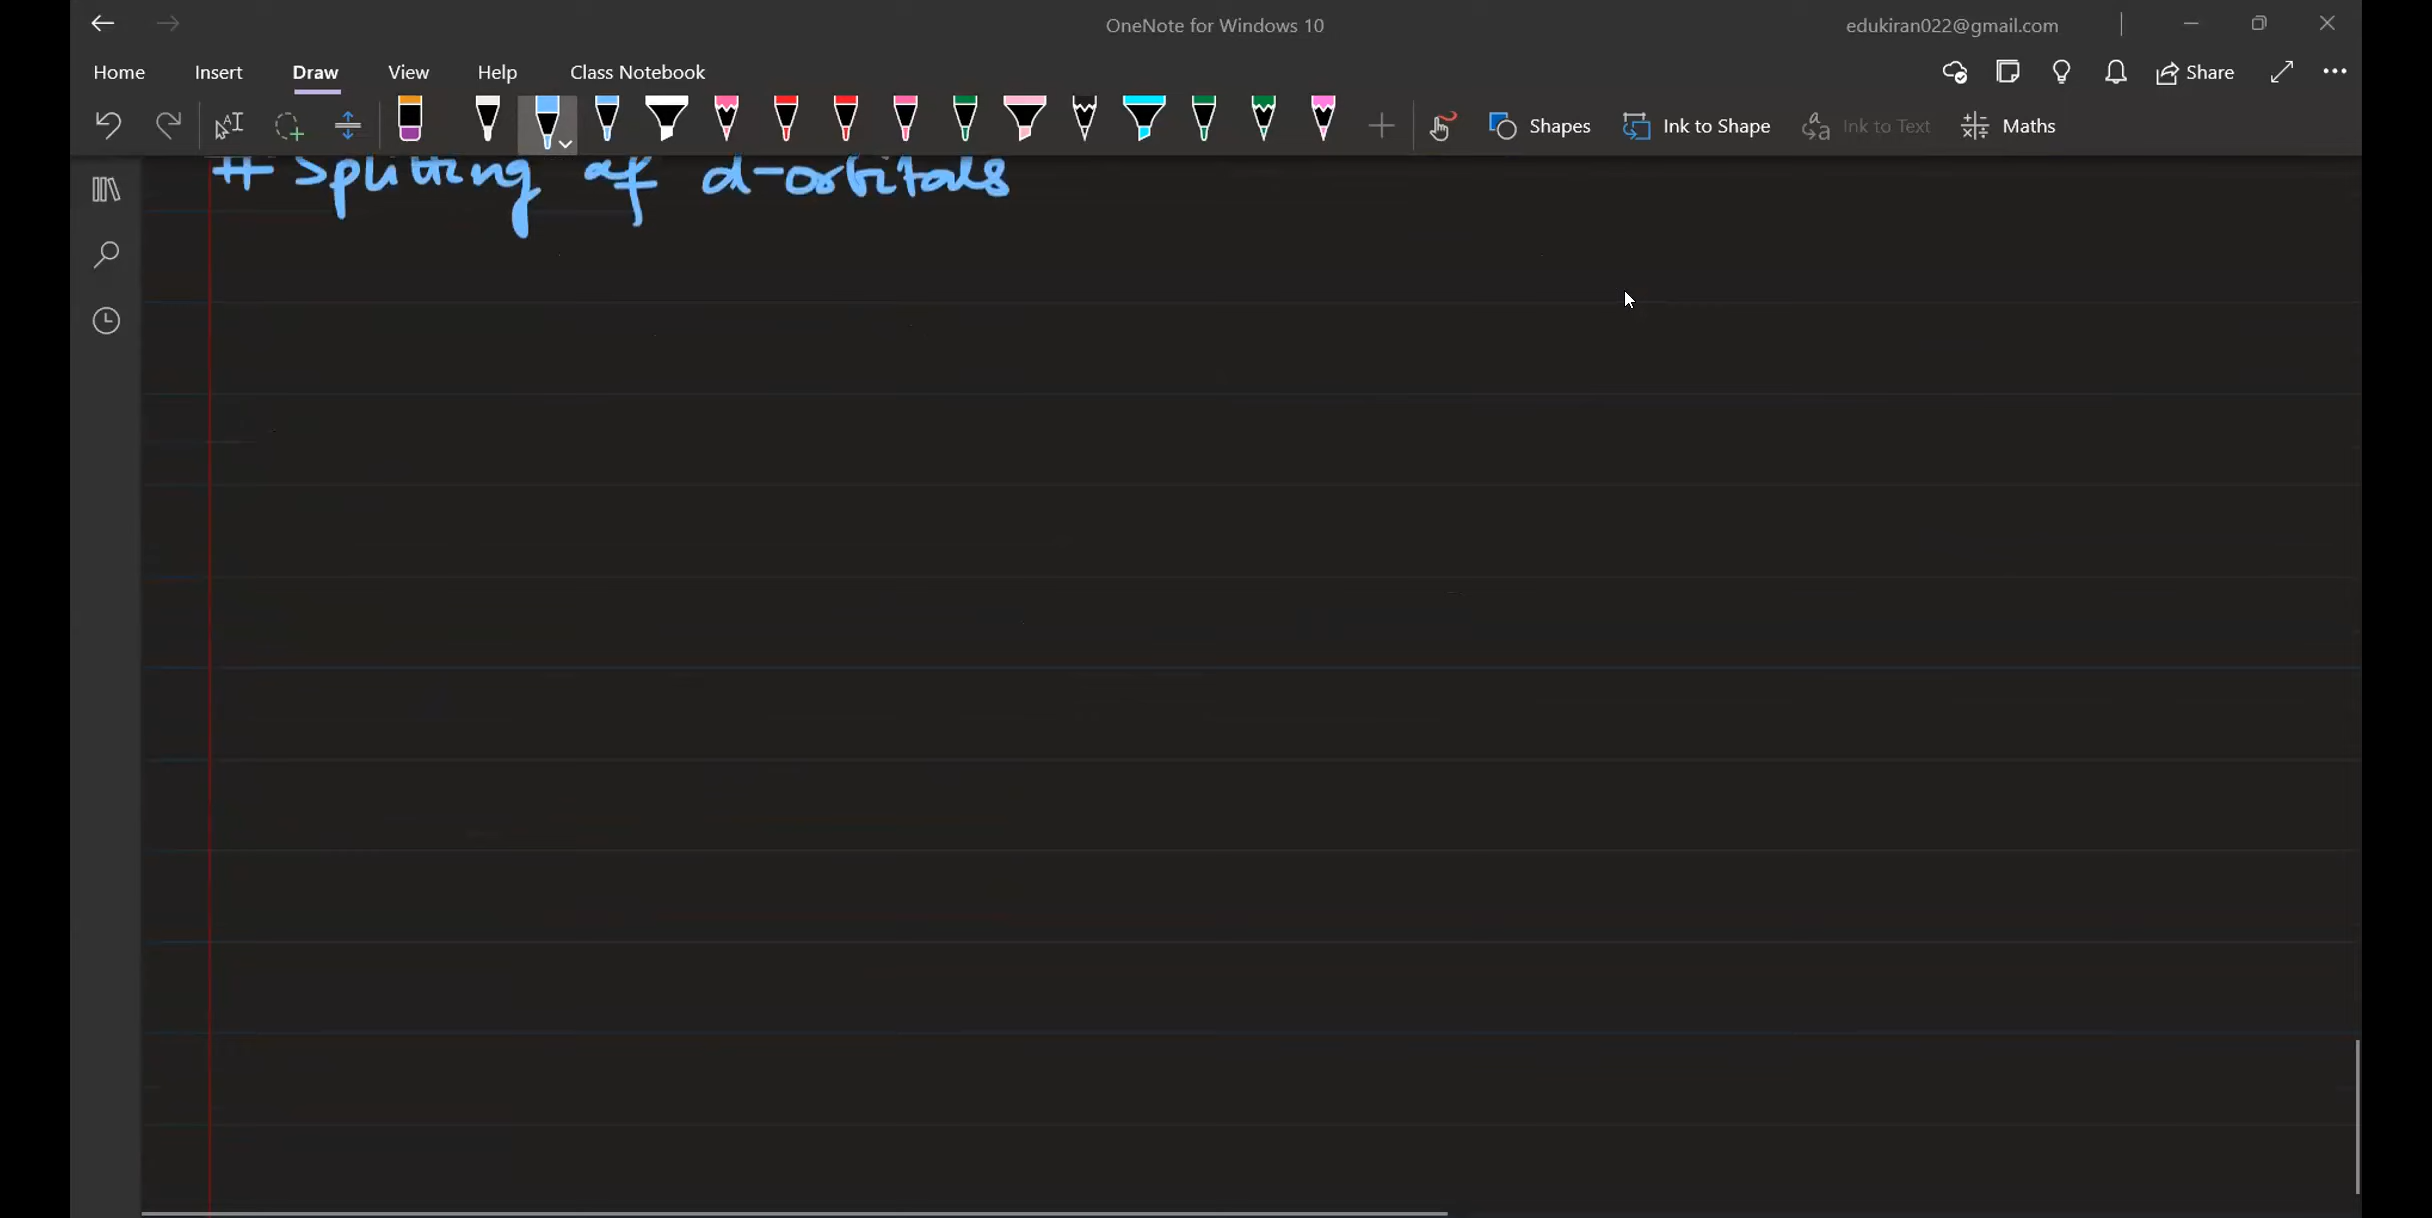 OneNote for Windows 10
edukiran022@gmail.com
Home Insert Draw View Help Class Notebook
Share
Shapes Ink to Shape Ink to Text Maths
# Splitting of d-orbitals